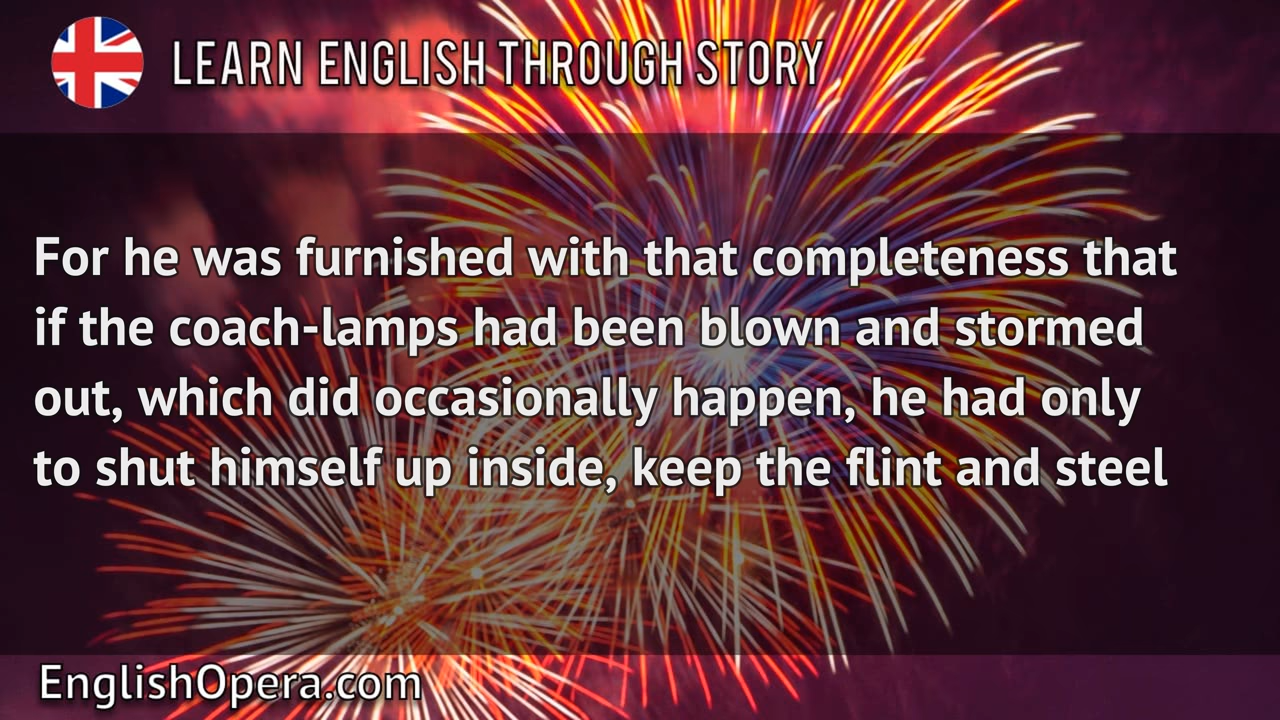 LEARN ENGLISH THROUGH STORY
For he was furnished with that completeness that
if the coach-lamps had been blown and stormed
out, which did occasionally happen, he had only
to shut himself up inside, keep the flint and steel
EnglishOpera.com